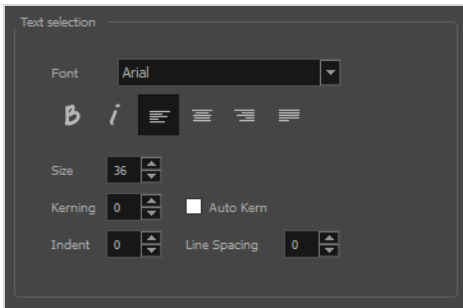 Text selection
Font Arial
B i
Size 36
Kerning 0 Auto Kern
Indent 0 Line Spacing 0